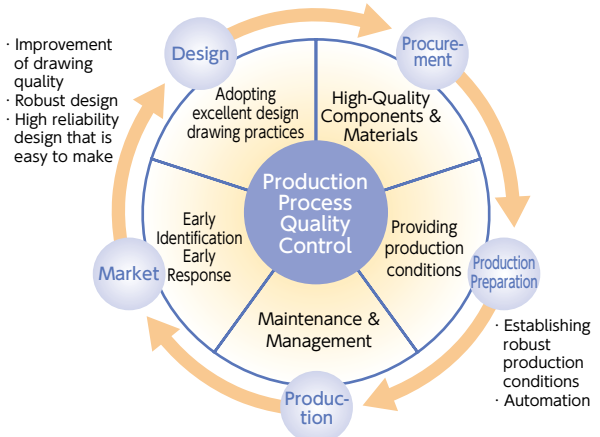 · Improvement
of drawing
quality
· Robust design
· High reliability
design that is
easy to make
Design
Procure-
ment
Adopting
excellent design
drawing practices
High-Quality
Components &
Materials
Production
Process
Quality
Control
Early
Identification
Early
Response
Providing
production
conditions
Market
Production
Preparation
Maintenance &
Management
· Establishing
robust
production
conditions
· Automation
Produc-
tion